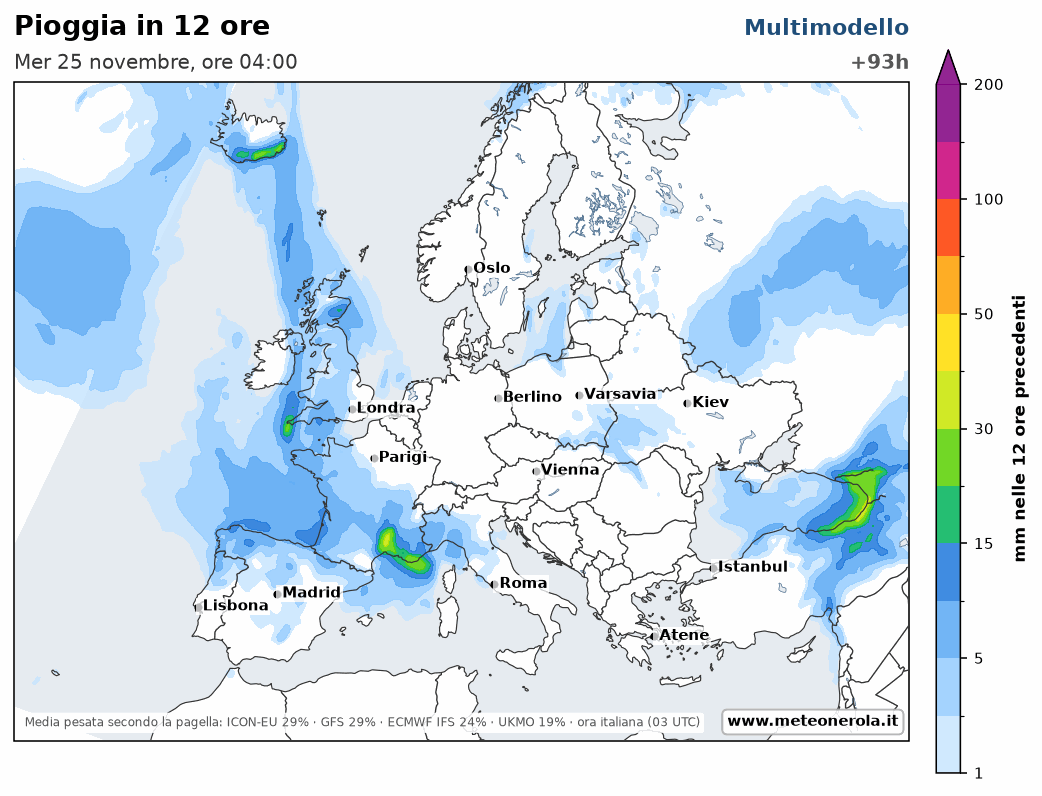 Pioggia in 12 ore
Multimodello
Mer 25 novembre, ore 04:00
+93h
200
100
50
30
15
5
1
mm nelle 12 ore precedenti
Oslo
Berlino
Varsavia
Kiev
Londra
Parigi
Vienna
Istanbul
Roma
Madrid
Lisbona
Atene
Media pesata secondo la pagella: ICON-EU 29% · GFS 29% · ECMWF IFS 24% · UKMO 19% · ora italiana (03 UTC)
www.meteonerola.it